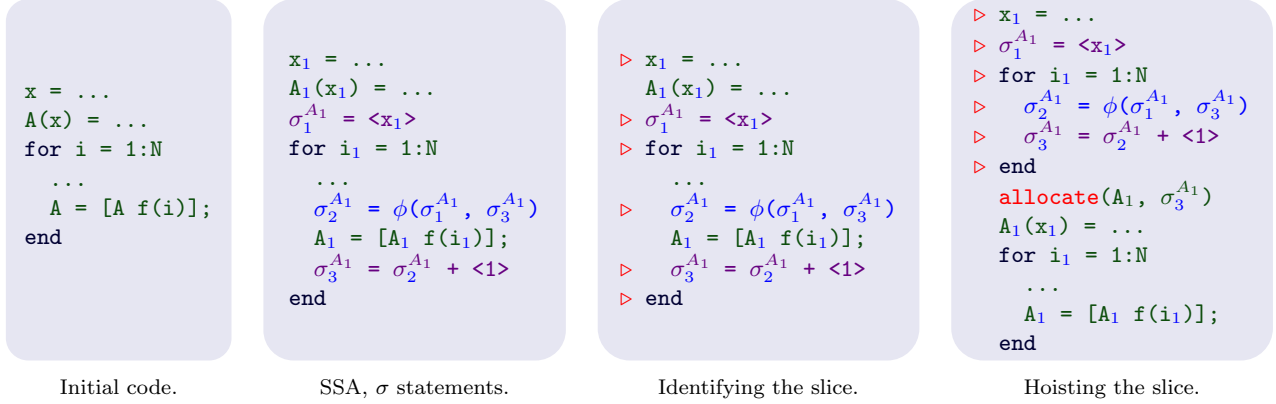 x = ...
A(x) = ...
for i = 1:N
...
A = [A f(i)];
end
Initial code.
x₁ = ...
A₁(x₁) = ...
σ₁^{A₁} = <x₁>
for i₁ = 1:N
...
σ₂^{A₁} = ϕ(σ₁^{A₁}, σ₃^{A₁})
A₁ = [A₁ f(i₁)];
σ₃^{A₁} = σ₂^{A₁} + <1>
end
SSA, σ statements.
▷ x₁ = ...
A₁(x₁) = ...
▷ σ₁^{A₁} = <x₁>
▷ for i₁ = 1:N
...
▷ σ₂^{A₁} = ϕ(σ₁^{A₁}, σ₃^{A₁})
A₁ = [A₁ f(i₁)];
▷ σ₃^{A₁} = σ₂^{A₁} + <1>
▷ end
Identifying the slice.
▷ x₁ = ...
▷ σ₁^{A₁} = <x₁>
▷ for i₁ = 1:N
▷ σ₂^{A₁} = ϕ(σ₁^{A₁}, σ₃^{A₁})
▷ σ₃^{A₁} = σ₂^{A₁} + <1>
▷ end
allocate(A₁, σ₃^{A₁})
A₁(x₁) = ...
for i₁ = 1:N
...
A₁ = [A₁ f(i₁)];
end
Hoisting the slice.